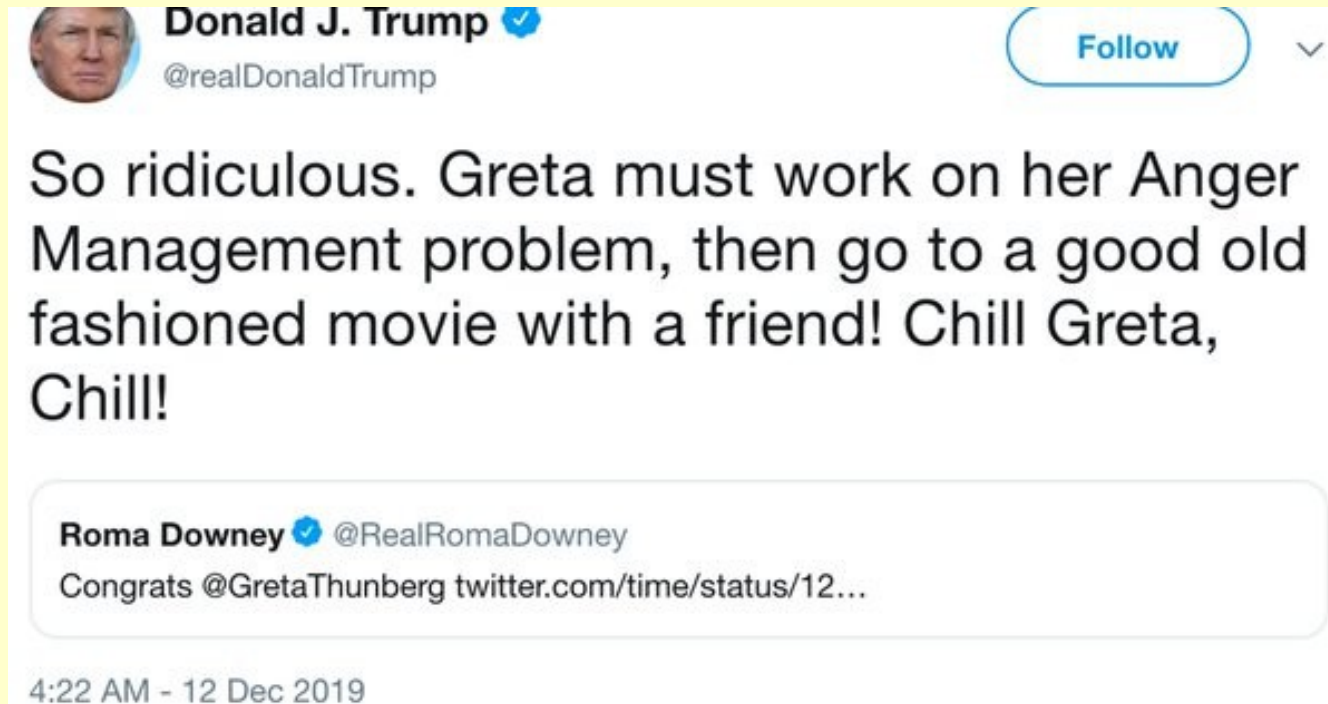 Donald J. Trump
@realDonaldTrump
Follow
So ridiculous. Greta must work on her Anger
Management problem, then go to a good old
fashioned movie with a friend! Chill Greta,
Chill!
Roma Downey @RealRomaDowney
Congrats @GretaThunberg twitter.com/time/status/12…
4:22 AM - 12 Dec 2019